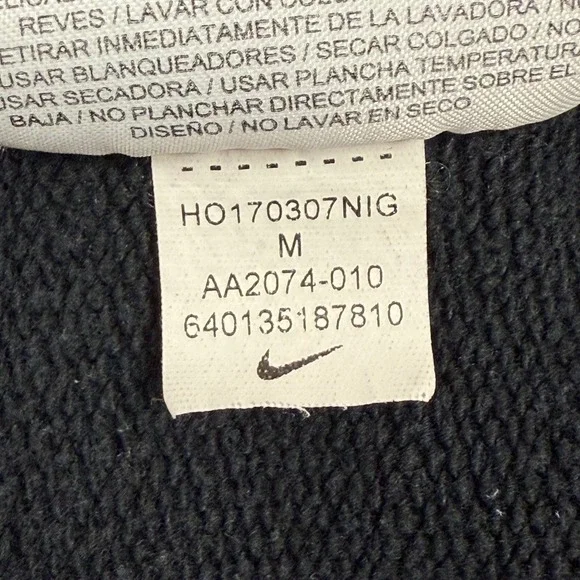 REVES / LAVAR CON
RETIRAR INMEDIATAMENTE DE LA LAVADORA /
USAR BLANQUEADORES / SECAR COLGADO / NO
USAR SECADORA / USAR PLANCHA TEMPERATURA
BAJA / NO PLANCHAR DIRECTAMENTE SOBRE EL
DISEÑO / NO LAVAR EN SECO
HO170307NIG
M
AA2074-010
640135187810